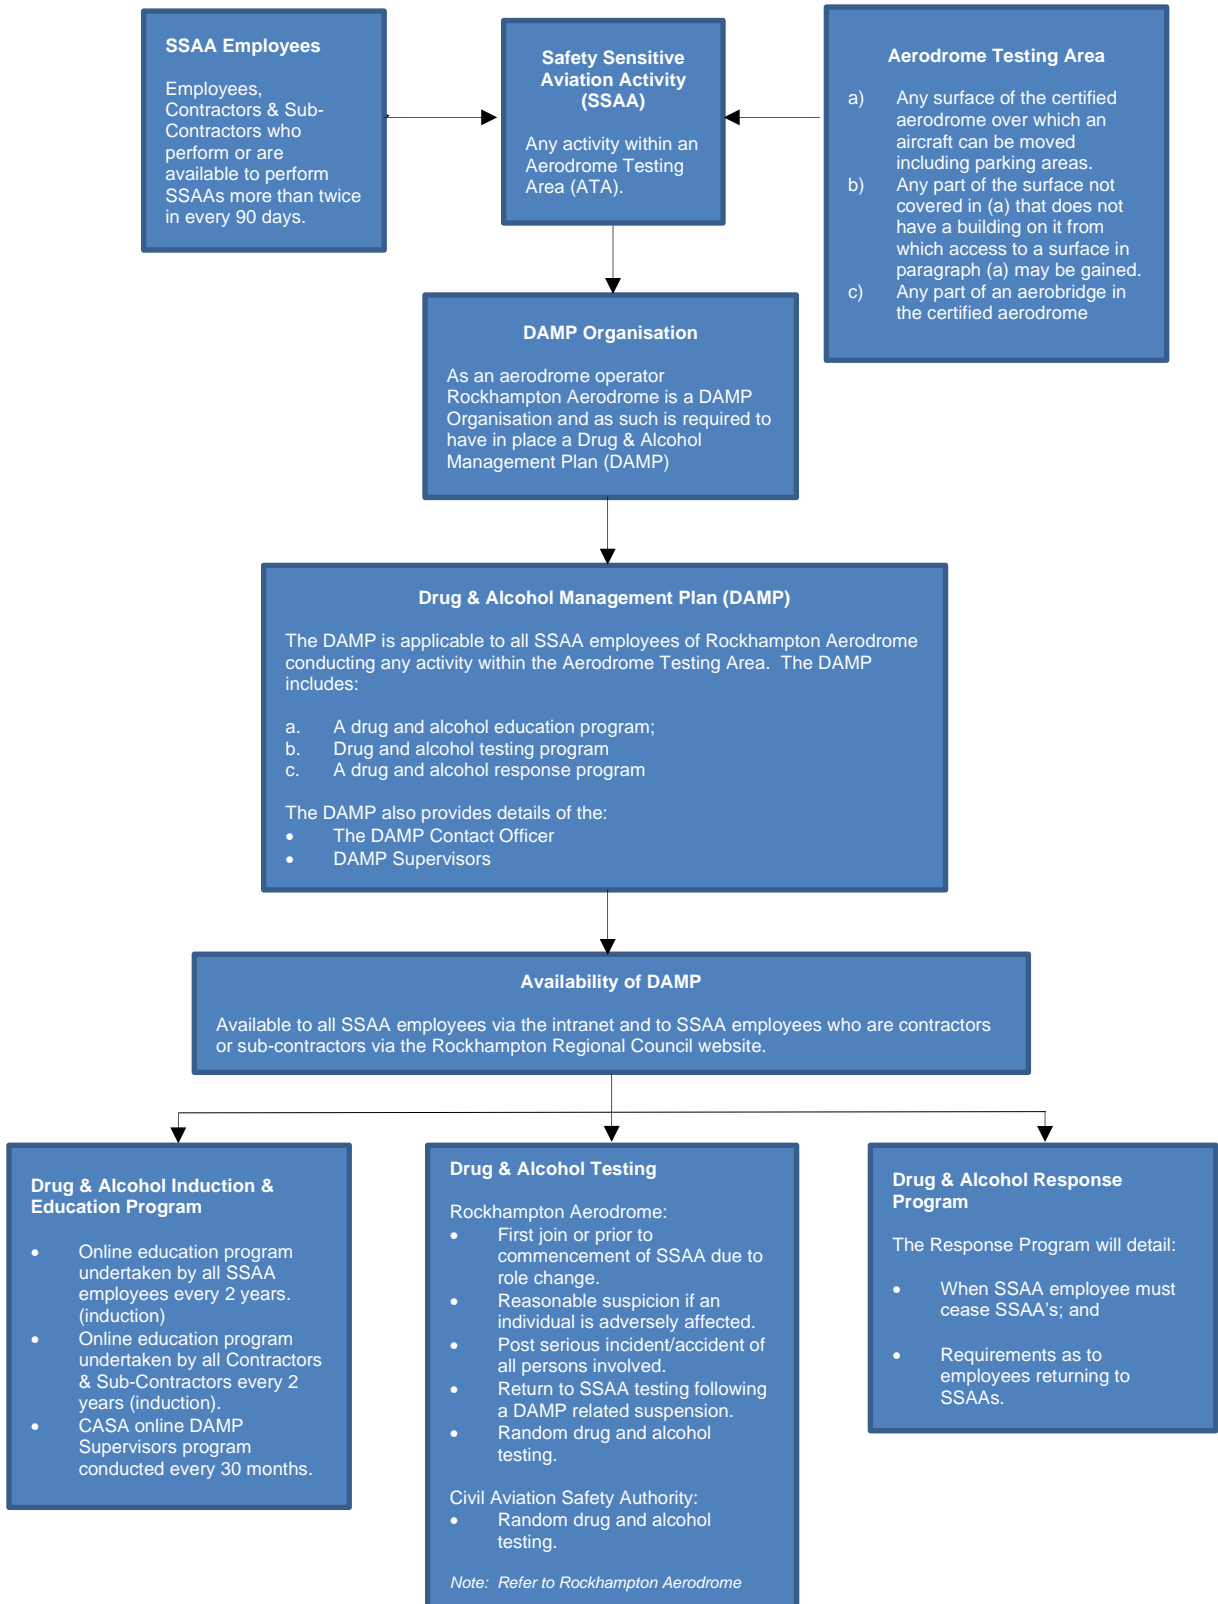 SSAA Employees
Employees,
Contractors & Sub-
Contractors who
perform or are
available to perform
SSAAs more than twice
in every 90 days.
Safety Sensitive
Aviation Activity
(SSAA)
Any activity within an
Aerodrome Testing
Area (ATA).
Aerodrome Testing Area
a) Any surface of the certified
aerodrome over which an
aircraft can be moved
including parking areas.
b) Any part of the surface not
covered in (a) that does not
have a building on it from
which access to a surface in
paragraph (a) may be gained.
c) Any part of an aerobridge in
the certified aerodrome
DAMP Organisation
As an aerodrome operator
Rockhampton Aerodrome is a DAMP
Organisation and as such is required to
have in place a Drug & Alcohol
Management Plan (DAMP)
Drug & Alcohol Management Plan (DAMP)
The DAMP is applicable to all SSAA employees of Rockhampton Aerodrome
conducting any activity within the Aerodrome Testing Area.  The DAMP
includes:
a. A drug and alcohol education program;
b. Drug and alcohol testing program
c. A drug and alcohol response program
The DAMP also provides details of the:
• The DAMP Contact Officer
• DAMP Supervisors
Availability of DAMP
Available to all SSAA employees via the intranet and to SSAA employees who are contractors
or sub-contractors via the Rockhampton Regional Council website.
Drug & Alcohol Induction &
Education Program
• Online education program
undertaken by all SSAA
employees every 2 years.
(induction)
• Online education program
undertaken by all Contractors
& Sub-Contractors every 2
years (induction).
• CASA online DAMP
Supervisors program
conducted every 30 months.
Drug & Alcohol Testing
Rockhampton Aerodrome:
• First join or prior to
commencement of SSAA due to
role change.
• Reasonable suspicion if an
individual is adversely affected.
• Post serious incident/accident of
all persons involved.
• Return to SSAA testing following
a DAMP related suspension.
• Random drug and alcohol
testing.
Civil Aviation Safety Authority:
• Random drug and alcohol
testing.
Note:  Refer to Rockhampton Aerodrome
Drug & Alcohol Response
Program
The Response Program will detail:
• When SSAA employee must
cease SSAA's; and
• Requirements as to
employees returning to
SSAAs.